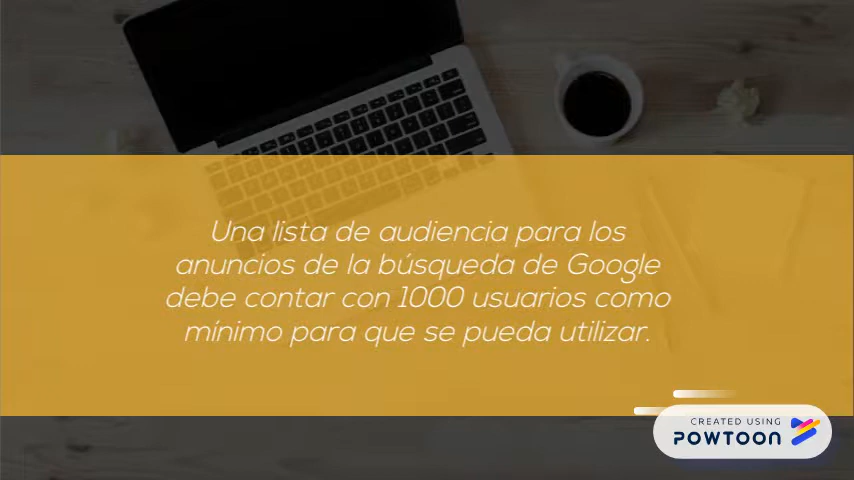 Una lista de audiencia para los
anuncios de la búsqueda de Google
debe contar con 1000 usuarios como
mínimo para que se pueda utilizar.
CREATED USING
POWTOON